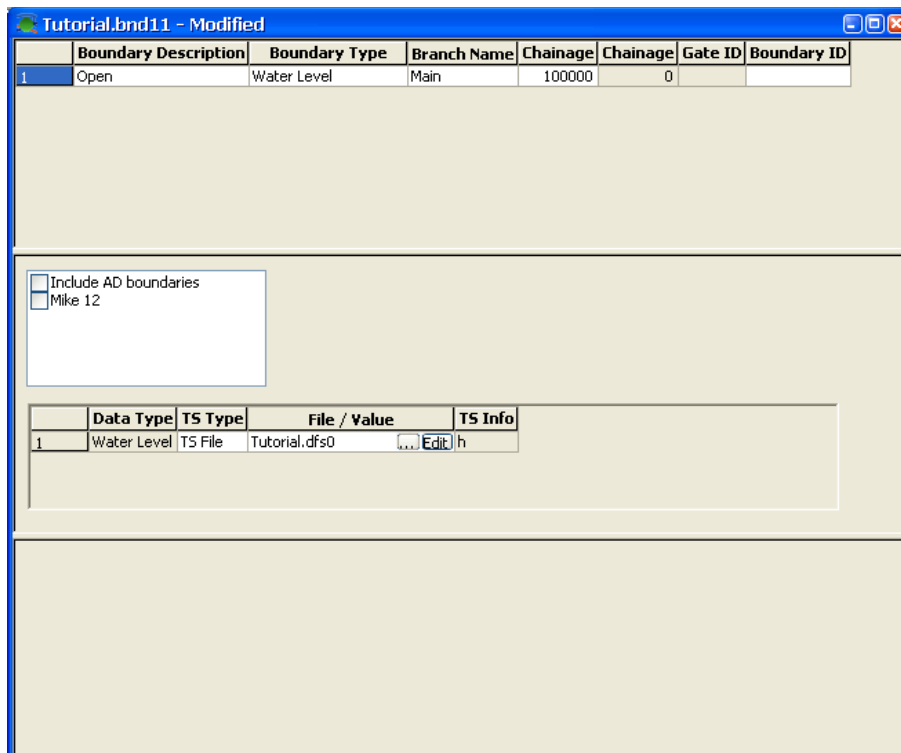 Tutorial.bnd11 - Modified
Boundary Description Boundary Type Branch Name Chainage Chainage Gate ID Boundary ID
1 Open Water Level Main 100000 0
Include AD boundaries
Mike 12
Data Type TS Type File / Value TS Info
1 Water Level TS File Tutorial.dfs0 ... Edit h